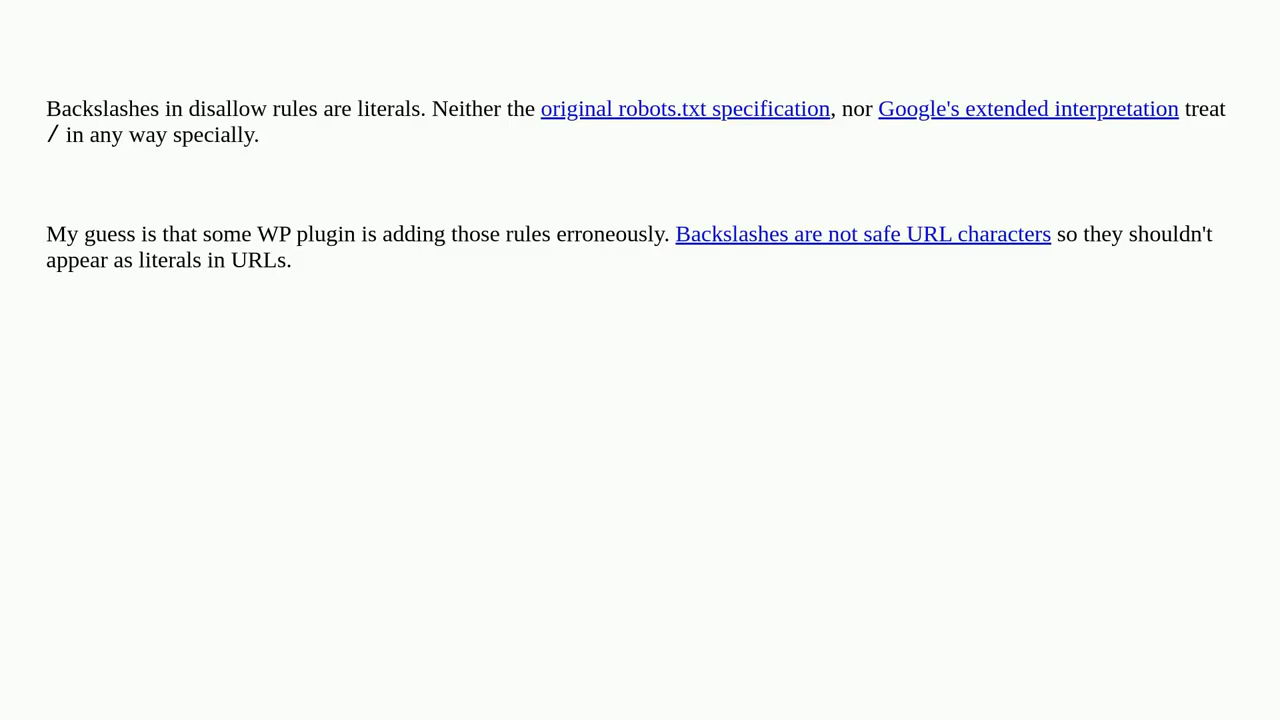 Backslashes in disallow rules are literals. Neither the original robots.txt specification, nor Google's extended interpretation treat
/ in any way specially.
My guess is that some WP plugin is adding those rules erroneously. Backslashes are not safe URL characters so they shouldn't
appear as literals in URLs.